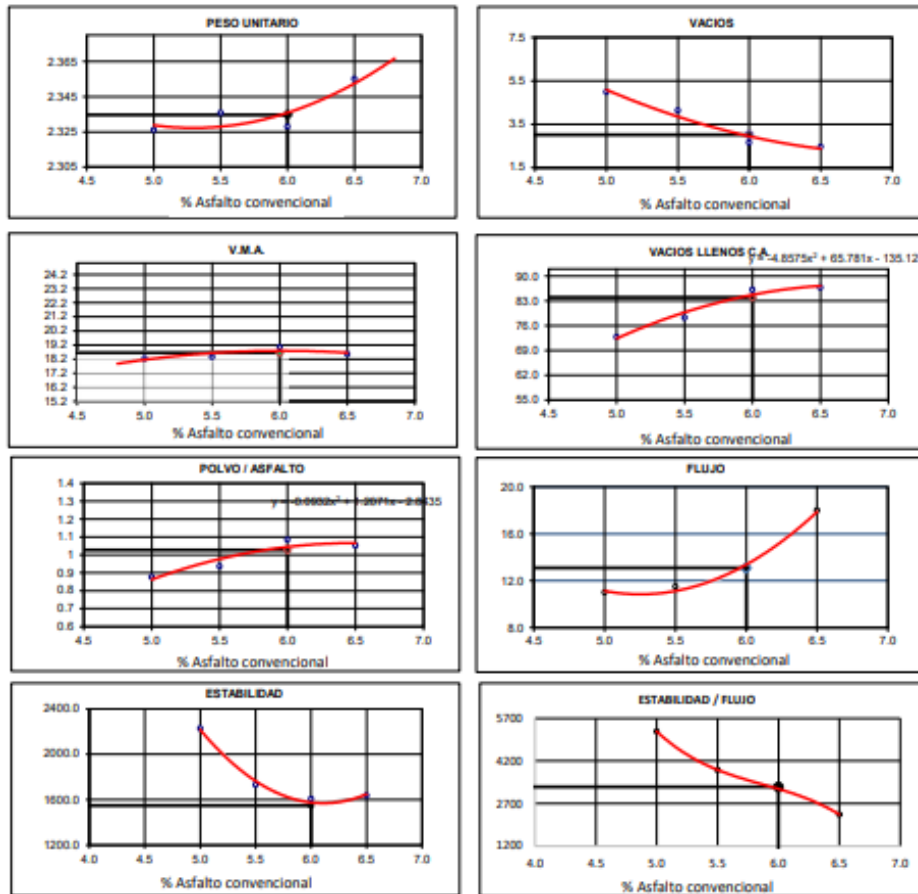 PESO UNITARIO
2.365
2.345
2.325
2.305
4.5 5.0 5.5 6.0 6.5 7.0
% Asfalto convencional
VACIOS
7.5
5.5
3.5
1.5
4.5 5.0 5.5 6.0 6.5 7.0
% Asfalto convencional
V.M.A.
24.2
23.2
22.2
21.2
20.2
19.2
18.2
17.2
16.2
15.2
4.5 5.0 5.5 6.0 6.5 7.0
% Asfalto convencional
VACIOS LLENOS C.A.
y = -4.8575x² + 65.781x - 135.12
90.0
83.0
76.0
69.0
62.0
55.0
4.5 5.0 5.5 6.0 6.5 7.0
% Asfalto convencional
POLVO / ASFALTO
1.4
1.3
1.2
1.1
1
0.9
0.8
0.7
0.6
4.5 5.0 5.5 6.0 6.5 7.0
% Asfalto convencional
FLUJO
20.0
16.0
12.0
8.0
4.5 5.0 5.5 6.0 6.5 7.0
% Asfalto convencional
ESTABILIDAD
2400.0
2000.0
1600.0
1200.0
4.0 4.5 5.0 5.5 6.0 6.5 7.0
% Asfalto convencional
ESTABILIDAD / FLUJO
5700
4200
2700
1200
4.0 4.5 5.0 5.5 6.0 6.5 7.0
% Asfalto convencional